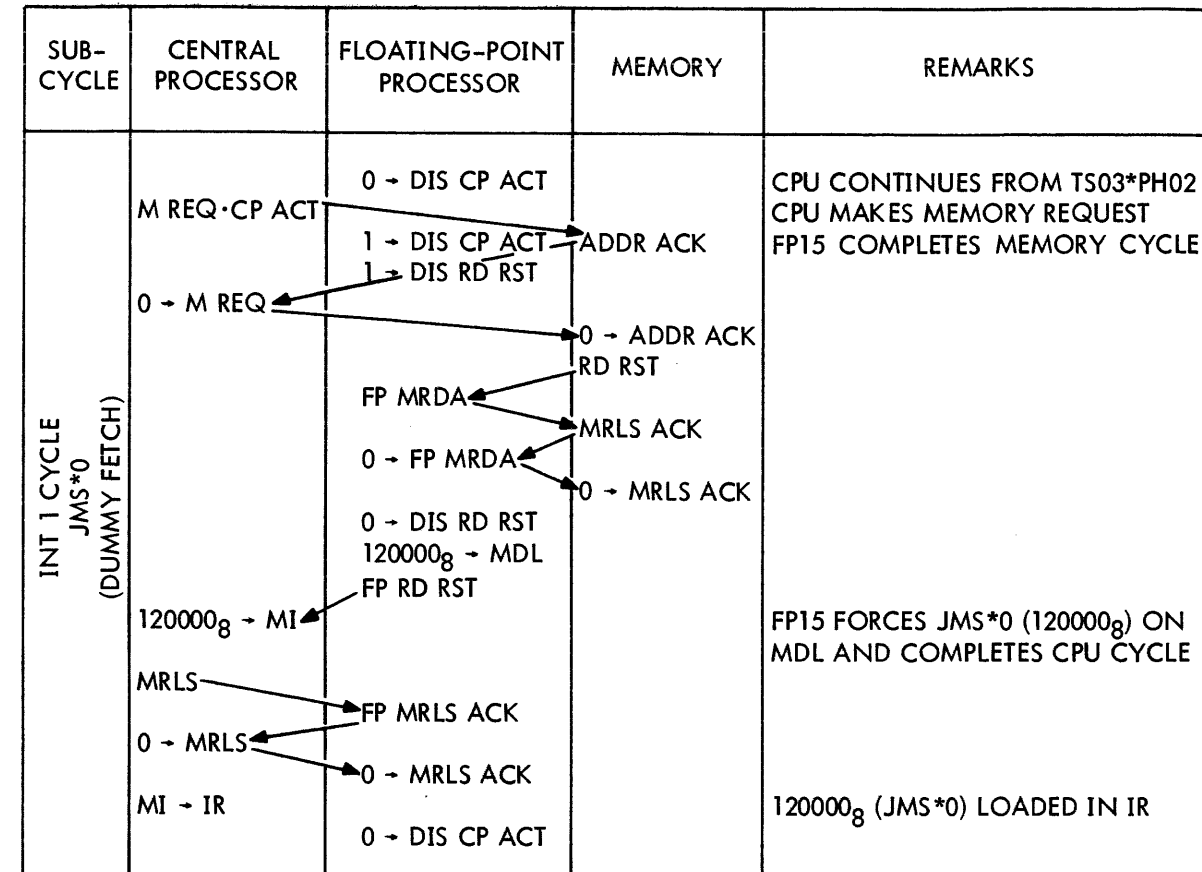 SUB-
CYCLE
CENTRAL
PROCESSOR
FLOATING-POINT
PROCESSOR
MEMORY
REMARKS
INT 1 CYCLE
JMS*0
(DUMMY FETCH)
0 → DIS CP ACT
CPU CONTINUES FROM TS03*PH02
M REQ·CP ACT
CPU MAKES MEMORY REQUEST
1 → DIS CP ACT
ADDR ACK
FP15 COMPLETES MEMORY CYCLE
1 → DIS RD RST
0 → M REQ
0 → ADDR ACK
RD RST
FP MRDA
MRLS ACK
0 → FP MRDA
0 → MRLS ACK
0 → DIS RD RST
120000₈ → MDL
FP RD RST
120000₈ → MI
FP15 FORCES JMS*0 (120000₈) ON
MDL AND COMPLETES CPU CYCLE
MRLS
FP MRLS ACK
0 → MRLS
0 → MRLS ACK
MI → IR
120000₈ (JMS*0) LOADED IN IR
0 → DIS CP ACT